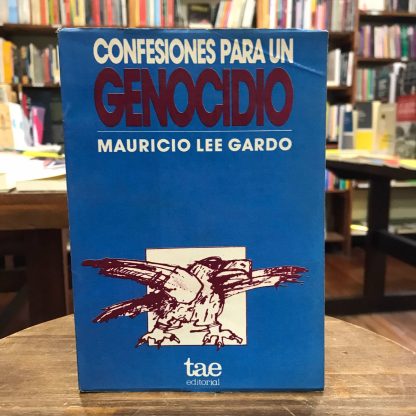 CONFESIONES PARA UN
GENOCIDIO
MAURICIO LEE GARDO
tae
editorial